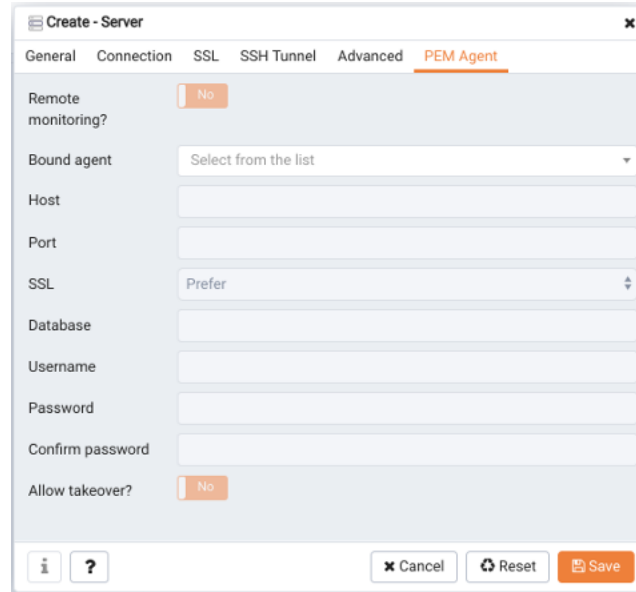 Create - Server
General Connection SSL SSH Tunnel Advanced PEM Agent
Remote monitoring? No
Bound agent Select from the list
Host
Port
SSL Prefer
Database
Username
Password
Confirm password
Allow takeover? No
i ? Cancel Reset Save